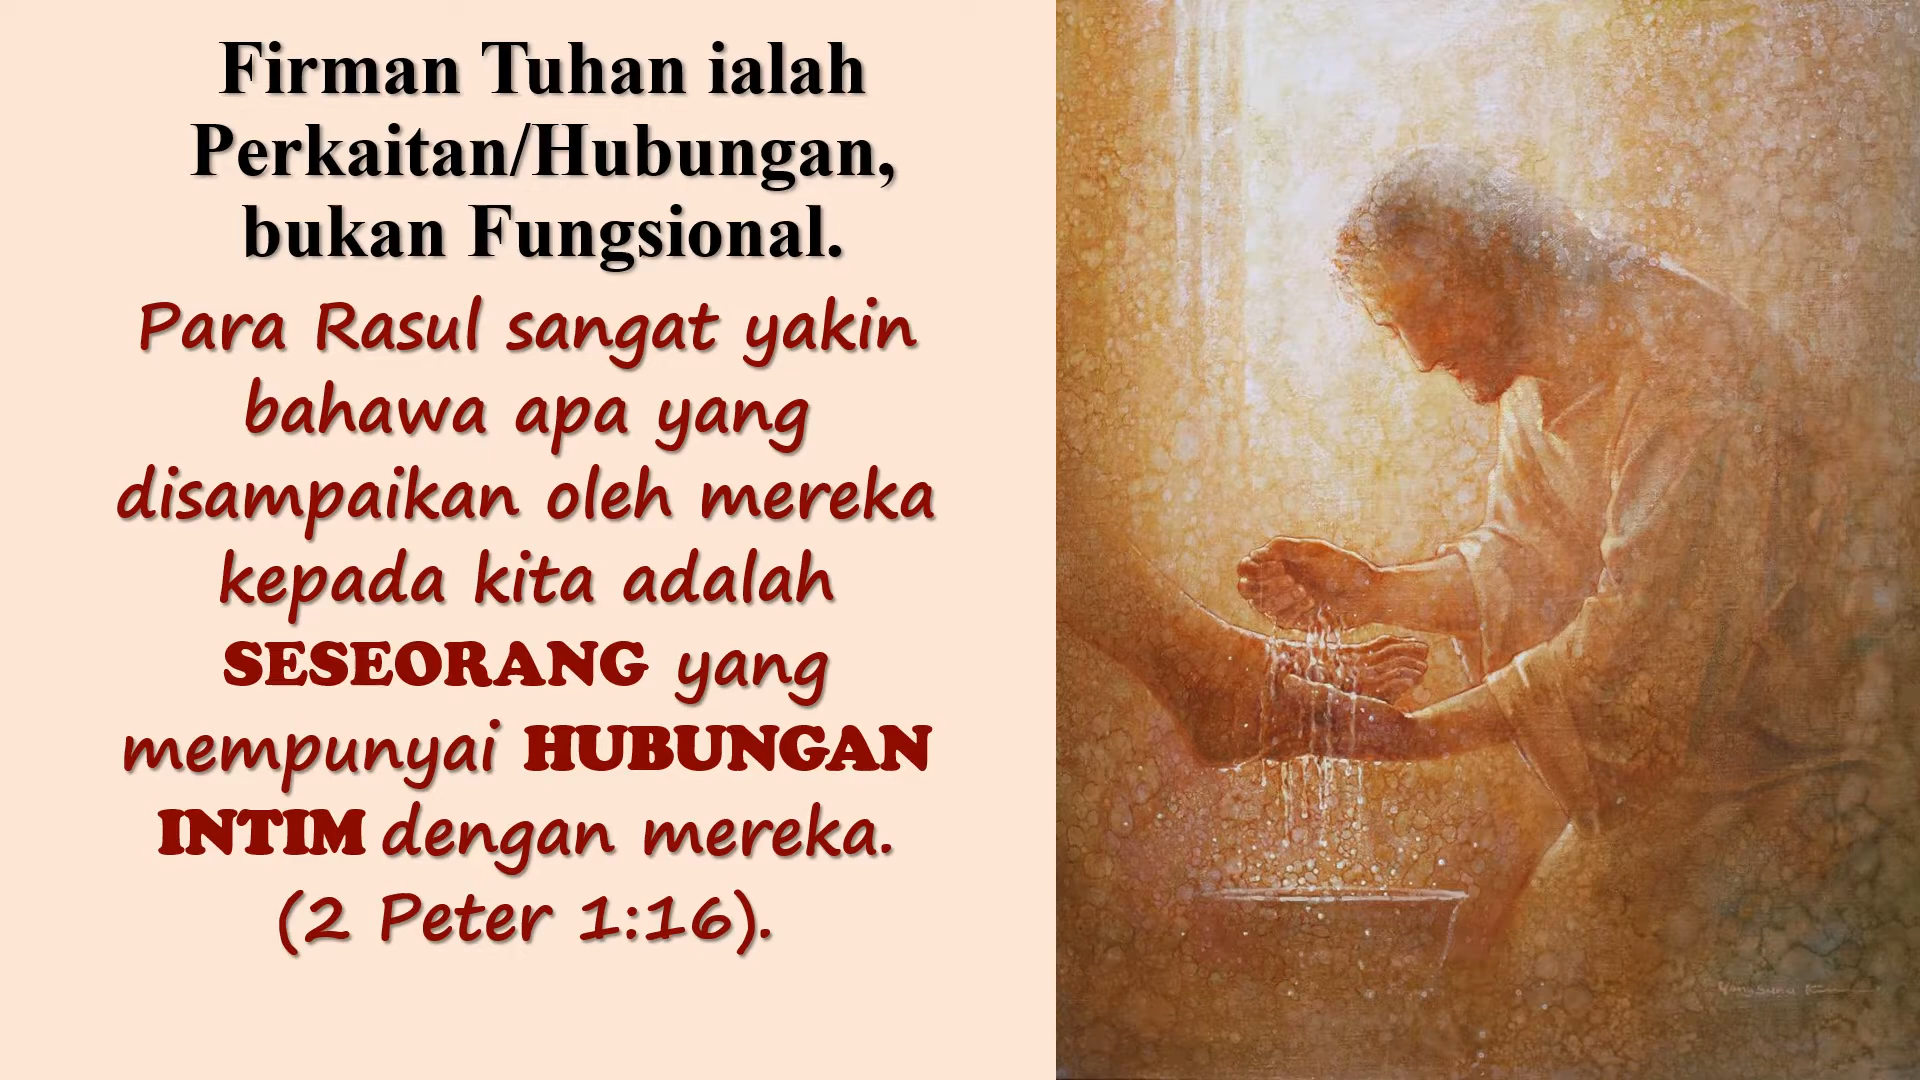 Firman Tuhan ialah
Perkaitan/Hubungan,
bukan Fungsional.
Para Rasul sangat yakin
bahawa apa yang
disampaikan oleh mereka
kepada kita adalah
SESEORANG yang
mempunyai HUBUNGAN
INTIM dengan mereka.
(2 Peter 1:16).